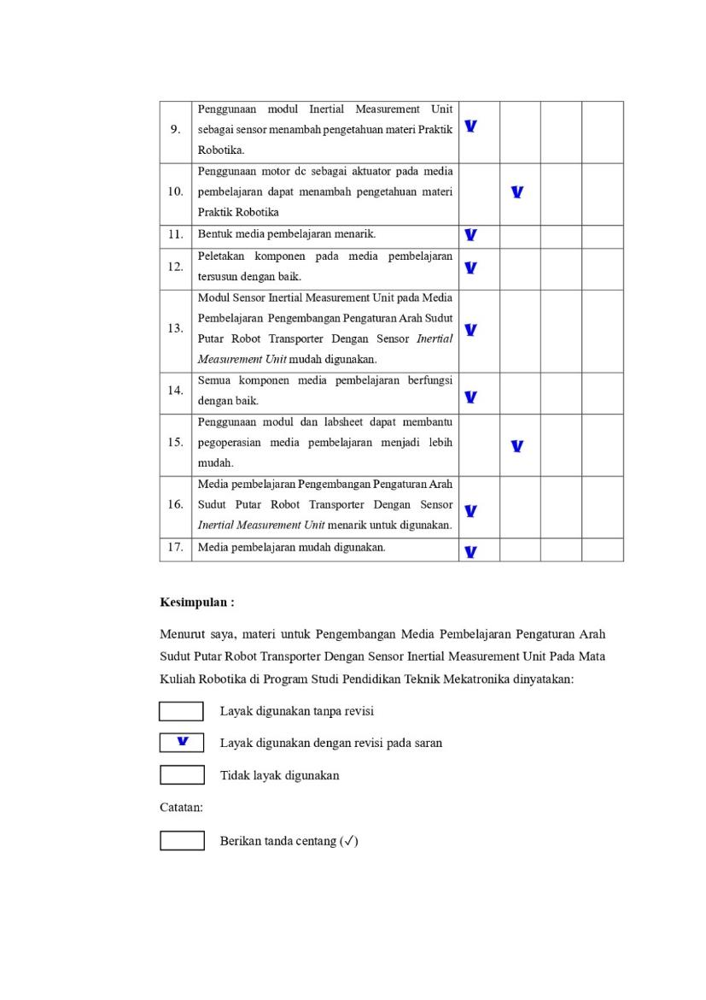 Penggunaan modul Inertial Measurement Unit
9. sebagai sensor menambah pengetahuan materi Praktik V
Robotika.
Penggunaan motor dc sebagai aktuator pada media
10. pembelajaran dapat menambah pengetahuan materi V
Praktik Robotika
11. Bentuk media pembelajaran menarik. V
Peletakan komponen pada media pembelajaran
12. tersusun dengan baik. V
Modul Sensor Inertial Measurement Unit pada Media
Pembelajaran Pengembangan Pengaturan Arah Sudut
13. Putar Robot Transporter Dengan Sensor Inertial V
Measurement Unit mudah digunakan.
Semua komponen media pembelajaran berfungsi
14. dengan baik. V
Penggunaan modul dan labsheet dapat membantu
15. pegoperasian media pembelajaran menjadi lebih V
mudah.
Media pembelajaran Pengembangan Pengaturan Arah
16. Sudut Putar Robot Transporter Dengan Sensor V
Inertial Measurement Unit menarik untuk digunakan.
17. Media pembelajaran mudah digunakan. V
Kesimpulan :
Menurut saya, materi untuk Pengembangan Media Pembelajaran Pengaturan Arah
Sudut Putar Robot Transporter Dengan Sensor Inertial Measurement Unit Pada Mata
Kuliah Robotika di Program Studi Pendidikan Teknik Mekatronika dinyatakan:
Layak digunakan tanpa revisi
V Layak digunakan dengan revisi pada saran
Tidak layak digunakan
Catatan:
Berikan tanda centang (✓)